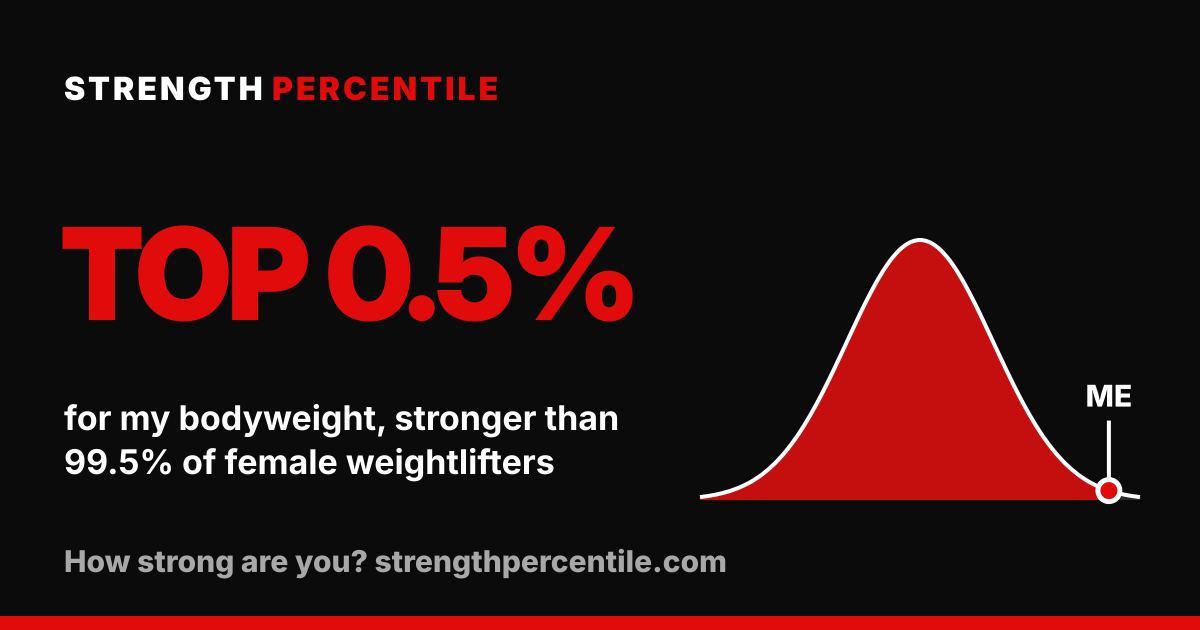 STRENGTH PERCENTILE
TOP 0.5%
for my bodyweight, stronger than
99.5% of female weightlifters
ME
How strong are you? strengthpercentile.com